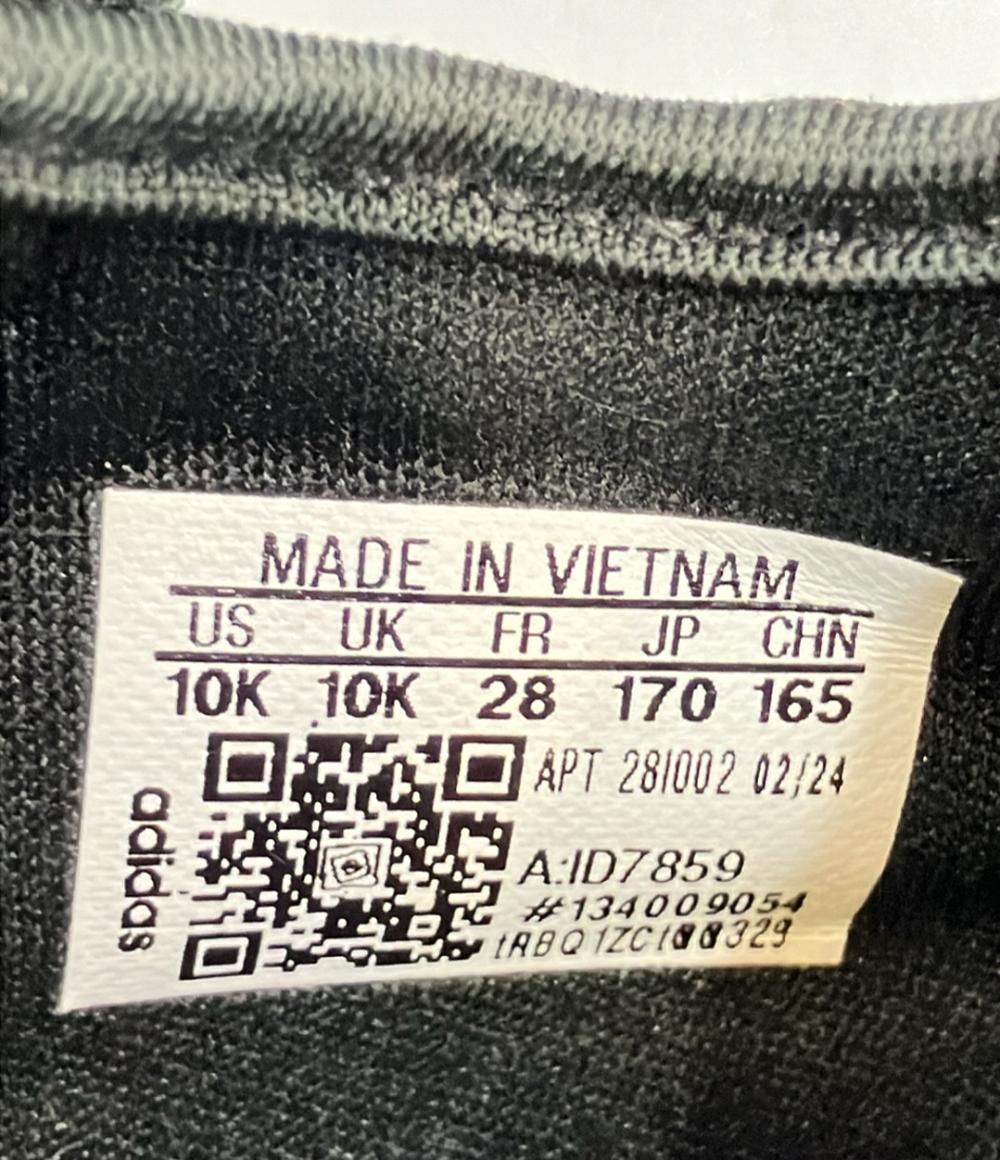 MADE IN VIETNAM
US UK FR JP CHN
10K 10K 28 170 165
APT 281002 02/24
A:ID7859
#134009054
adidas